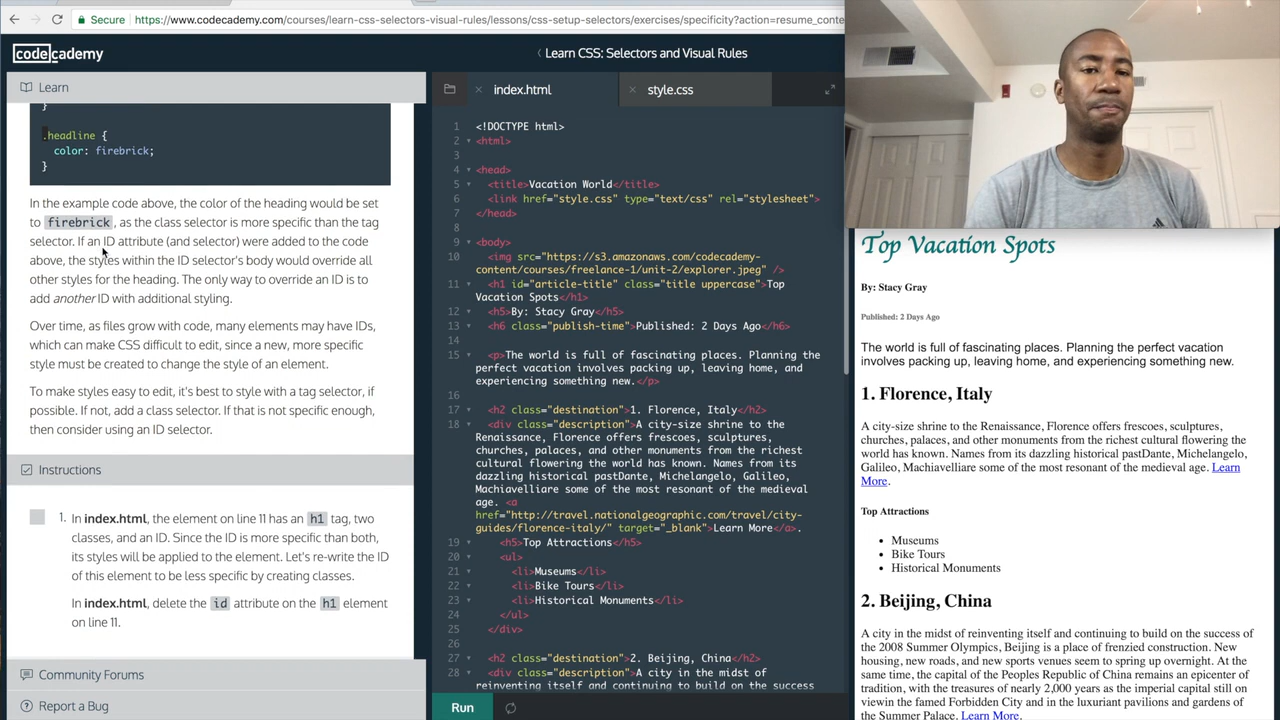 Secure
https://www.codecademy.com/courses/learn-css-selectors-visual-rules/lessons/css-setup-selectors/exercises/specificity?action=resume_conte
codecademy
Learn CSS: Selectors and Visual Rules
Learn
}
.headline {
color: firebrick;
}
In the example code above, the color of the heading would be set
to firebrick, as the class selector is more specific than the tag
selector. If an ID attribute (and selector) were added to the code
above, the styles within the ID selector's body would override all
other styles for the heading. The only way to override an ID is to
add another ID with additional styling.
Over time, as files grow with code, many elements may have IDs,
which can make CSS difficult to edit, since a new, more specific
style must be created to change the style of an element.
To make styles easy to edit, it's best to style with a tag selector, if
possible. If not, add a class selector. If that is not specific enough,
then consider using an ID selector.
Instructions
1. In index.html, the element on line 11 has an h1 tag, two
classes, and an ID. Since the ID is more specific than both,
its styles will be applied to the element. Let's re-write the ID
of this element to be less specific by creating classes.
In index.html, delete the id attribute on the h1 element
on line 11.
Community Forums
Report a Bug
index.html
style.css
1 <!DOCTYPE html>
2 <html>
3
4 <head>
5 <title>Vacation World</title>
6 <link href="style.css" type="text/css" rel="stylesheet">
7 </head>
8
9 <body>
10 <img src="https://s3.amazonaws.com/codecademy-
content/courses/freelance-1/unit-2/explorer.jpeg" />
11 <h1 id="article-title" class="title uppercase">Top
Vacation Spots</h1>
12 <h5>By: Stacy Gray</h5>
13 <h6 class="publish-time">Published: 2 Days Ago</h6>
14
15 <p>The world is full of fascinating places. Planning the
perfect vacation involves packing up, leaving home, and
experiencing something new.</p>
16
17 <h2 class="destination">1. Florence, Italy</h2>
18 <div class="description">A city-size shrine to the
Renaissance, Florence offers frescoes, sculptures,
churches, palaces, and other monuments from the richest
cultural flowering the world has known. Names from its
dazzling historical pastDante, Michelangelo, Galileo,
Machiavelliare some of the most resonant of the medieval
age. <a
href="http://travel.nationalgeographic.com/travel/city-
guides/florence-italy/" target="_blank">Learn More</a>.
19 <h5>Top Attractions</h5>
20 <ul>
21 <li>Museums</li>
22 <li>Bike Tours</li>
23 <li>Historical Monuments</li>
24 </ul>
25 </div>
26
27 <h2 class="destination">2. Beijing, China</h2>
28 <div class="description">A city in the midst of
reinventing itself and continuing to build on the success
Run
Top Vacation Spots
By: Stacy Gray
Published: 2 Days Ago
The world is full of fascinating places. Planning the perfect vacation
involves packing up, leaving home, and experiencing something new.
1. Florence, Italy
A city-size shrine to the Renaissance, Florence offers frescoes, sculptures,
churches, palaces, and other monuments from the richest cultural flowering the
world has known. Names from its dazzling historical pastDante, Michelangelo,
Galileo, Machiavelliare some of the most resonant of the medieval age. Learn
More.
Top Attractions
Museums
Bike Tours
Historical Monuments
2. Beijing, China
A city in the midst of reinventing itself and continuing to build on the success of
the 2008 Summer Olympics, Beijing is a place of frenzied construction. New
housing, new roads, and new sports venues seem to spring up overnight. At the
same time, the capital of the Peoples Republic of China remains an epicenter of
tradition, with the treasures of nearly 2,000 years as the imperial capital still on
viewin the famed Forbidden City and in the luxuriant pavilions and gardens of
the Summer Palace. Learn More.